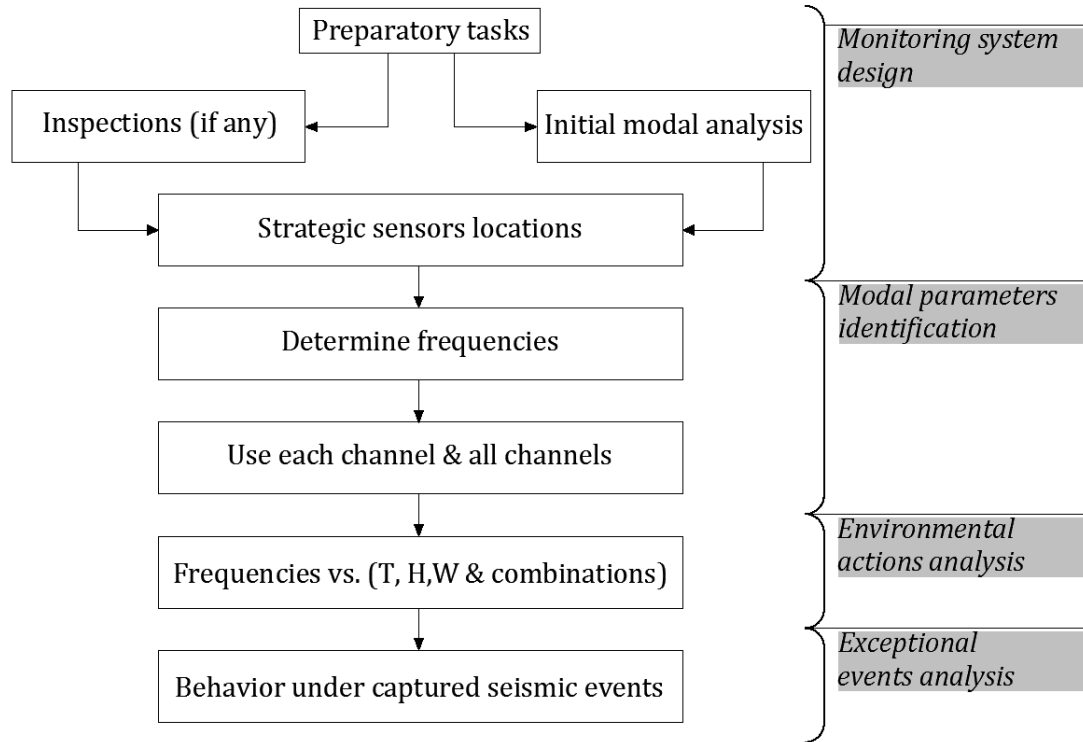 Preparatory tasks
Monitoring system
design
Inspections (if any)
Initial modal analysis
Strategic sensors locations
Modal parameters
identification
Determine frequencies
Use each channel & all channels
Environmental
actions analysis
Frequencies vs. (T, H,W & combinations)
Exceptional
events analysis
Behavior under captured seismic events